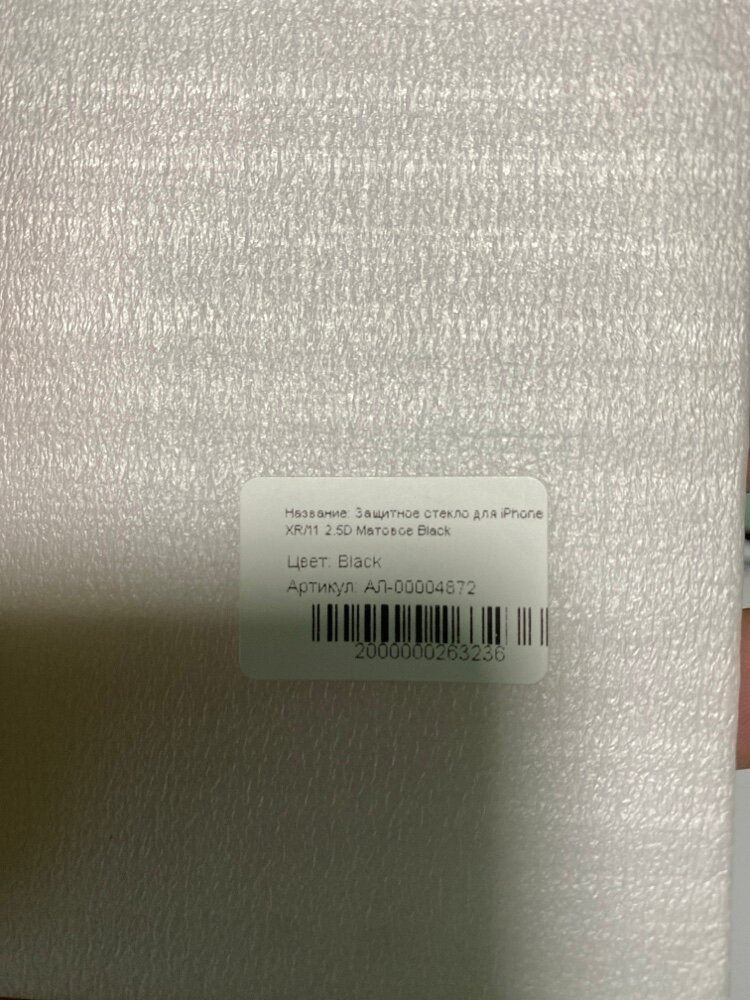 Название: Защитное стекло для iPhone
XR/11 2.5D Матовое Black
Цвет: Black
Артикул: АЛ-00004872
2000000263236